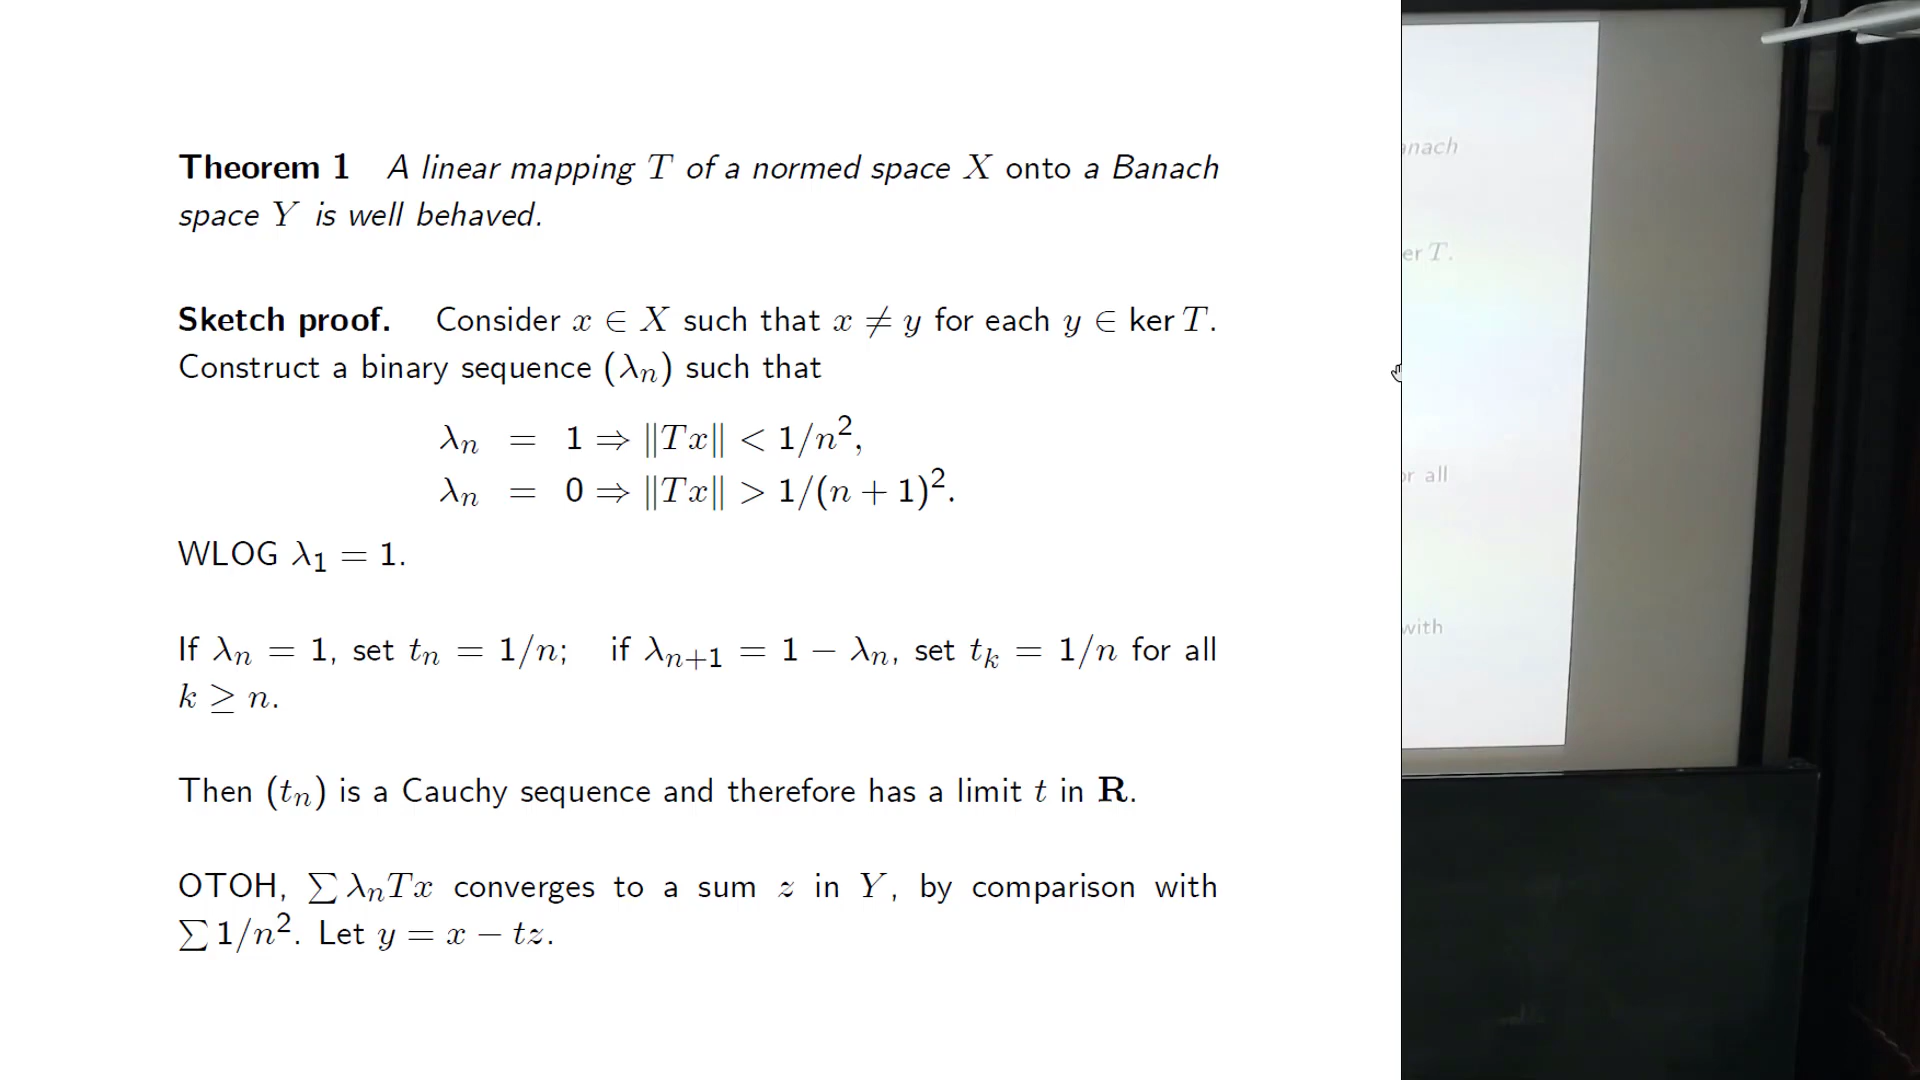 Theorem 1 A linear mapping T of a normed space X onto a Banach
space Y is well behaved.
Sketch proof. Consider x ∈ X such that x ≠ y for each y ∈ ker T.
Construct a binary sequence (λₙ) such that
λₙ = 1 ⇒ ‖Tx‖ < 1/n²,
λₙ = 0 ⇒ ‖Tx‖ > 1/(n + 1)².
WLOG λ₁ = 1.
If λₙ = 1, set tₙ = 1/n; if λₙ₊₁ = 1 − λₙ, set tₖ = 1/n for all
k ≥ n.
Then (tₙ) is a Cauchy sequence and therefore has a limit t in R.
OTOH, ∑ λₙTx converges to a sum z in Y, by comparison with
∑ 1/n². Let y = x − tz.
anach
er T.
or all
with